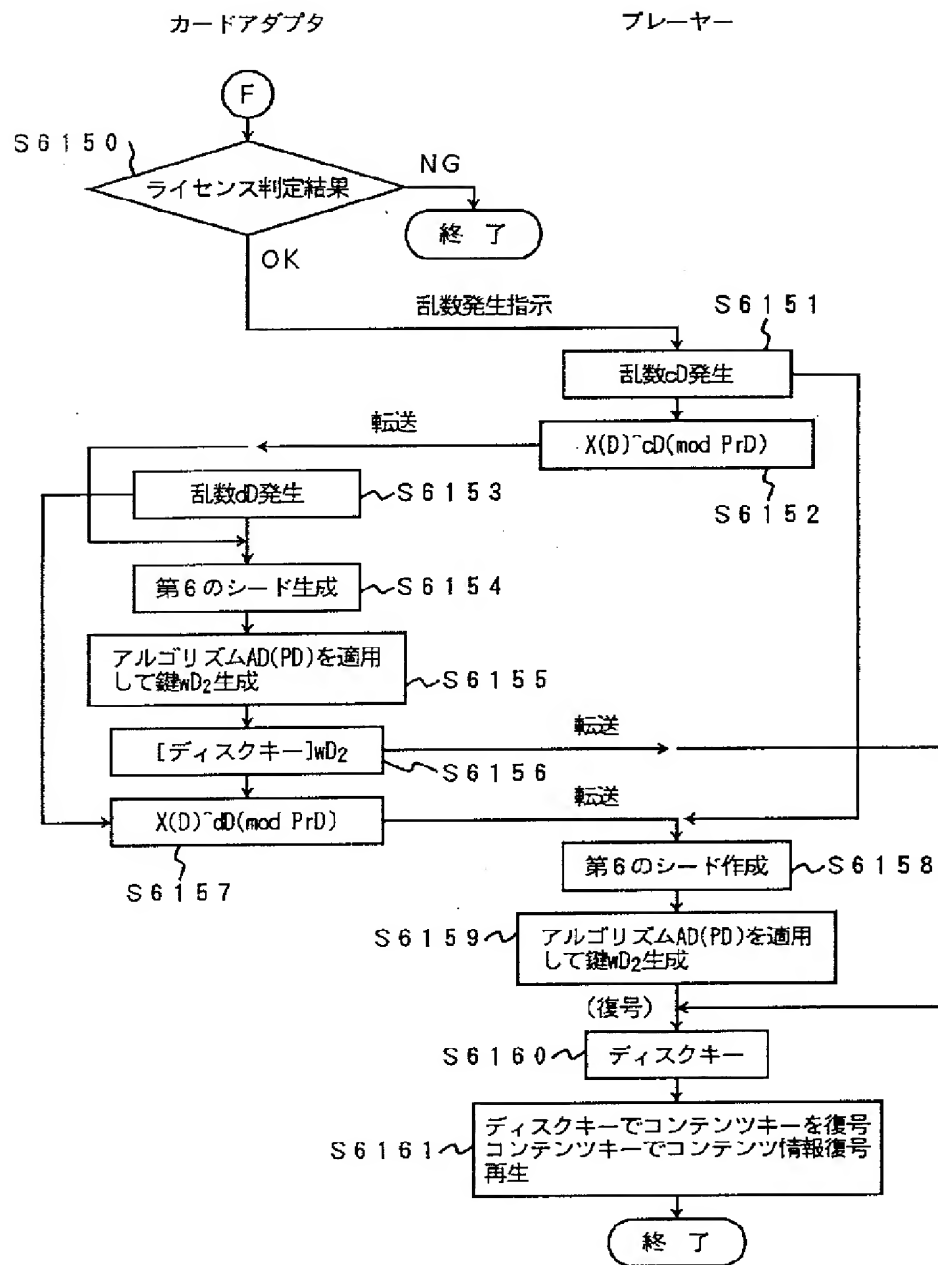 カードアダプタ
プレーヤー
F
S6150
ライセンス判定結果
NG
終 了
OK
乱数発生指示
S6151
乱数cD発生
転送
X(D)^cD(mod PrD)
乱数dD発生
S6153
S6152
第6のシード生成
S6154
アルゴリズムAD(PD)を適用
して鍵wD₂生成
S6155
転送
[ディスクキー]wD₂
S6156
転送
X(D)^dD(mod PrD)
第6のシード作成
S6158
S6157
S6159
アルゴリズムAD(PD)を適用
して鍵wD₂生成
(復号)
S6160
ディスクキー
S6161
ディスクキーでコンテンツキーを復号
コンテンツキーでコンテンツ情報復号
再生
終 了